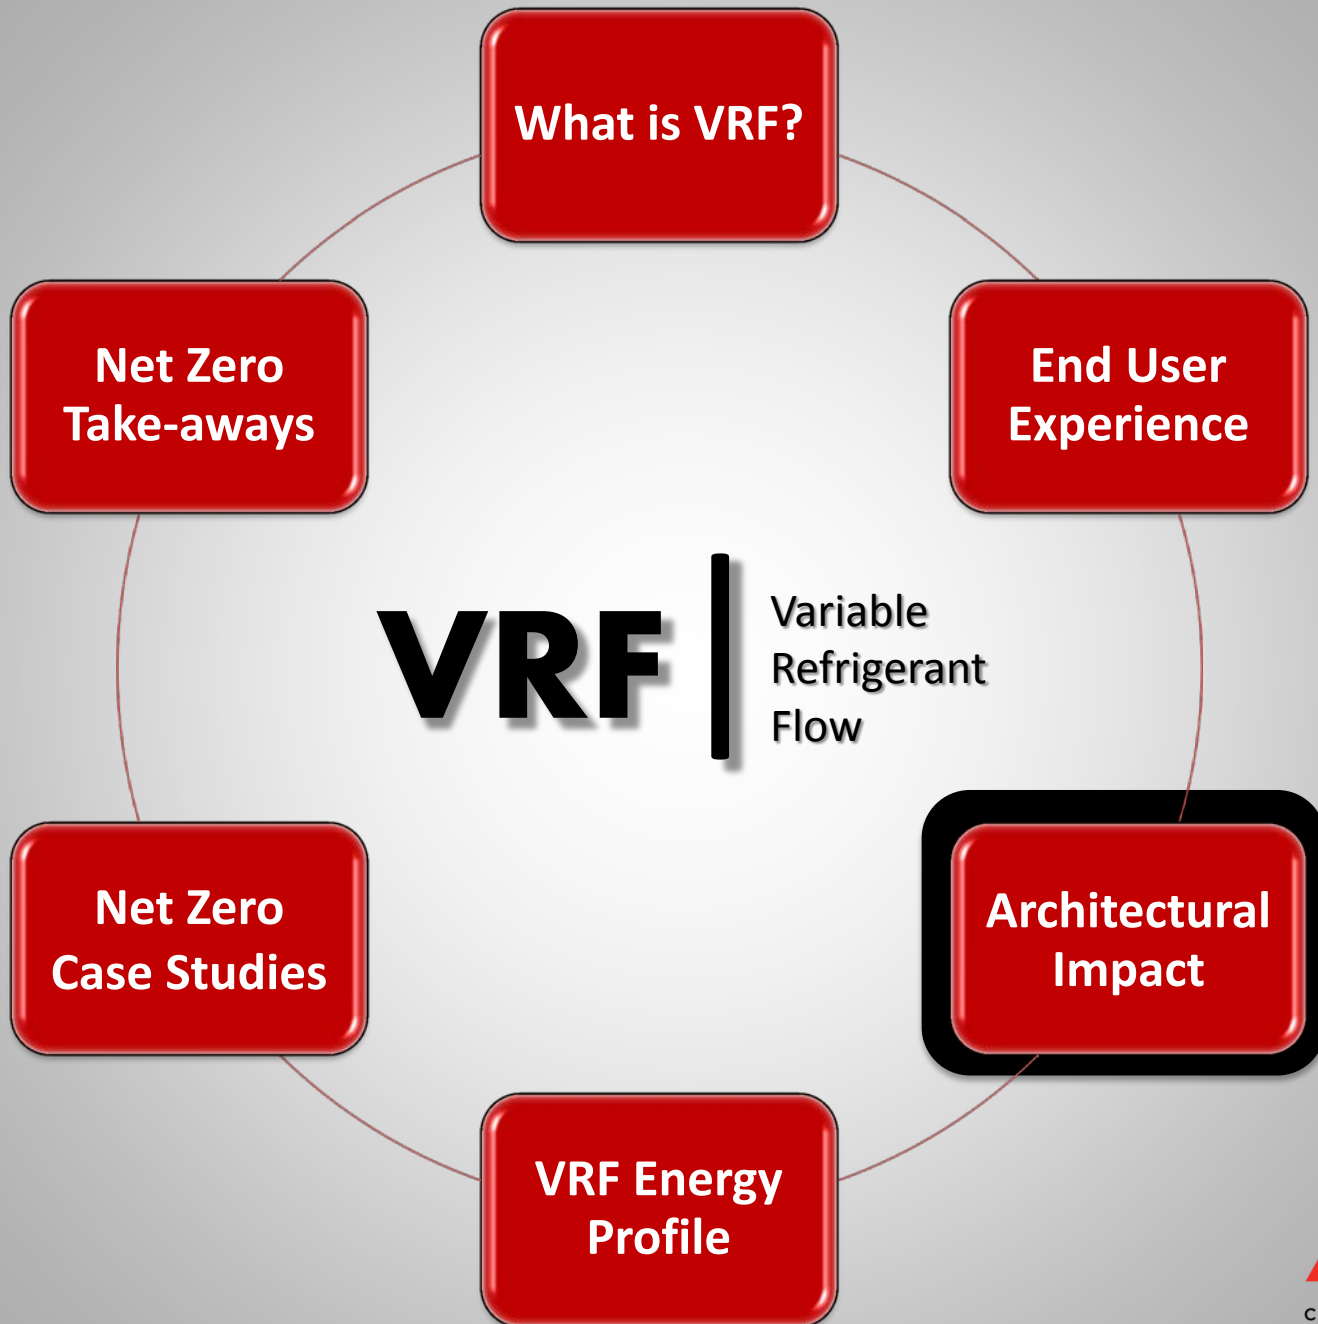 What is VRF?
Net Zero
Take-aways
End User
Experience
VRF
Variable
Refrigerant
Flow
Net Zero
Case Studies
Architectural
Impact
VRF Energy
Profile